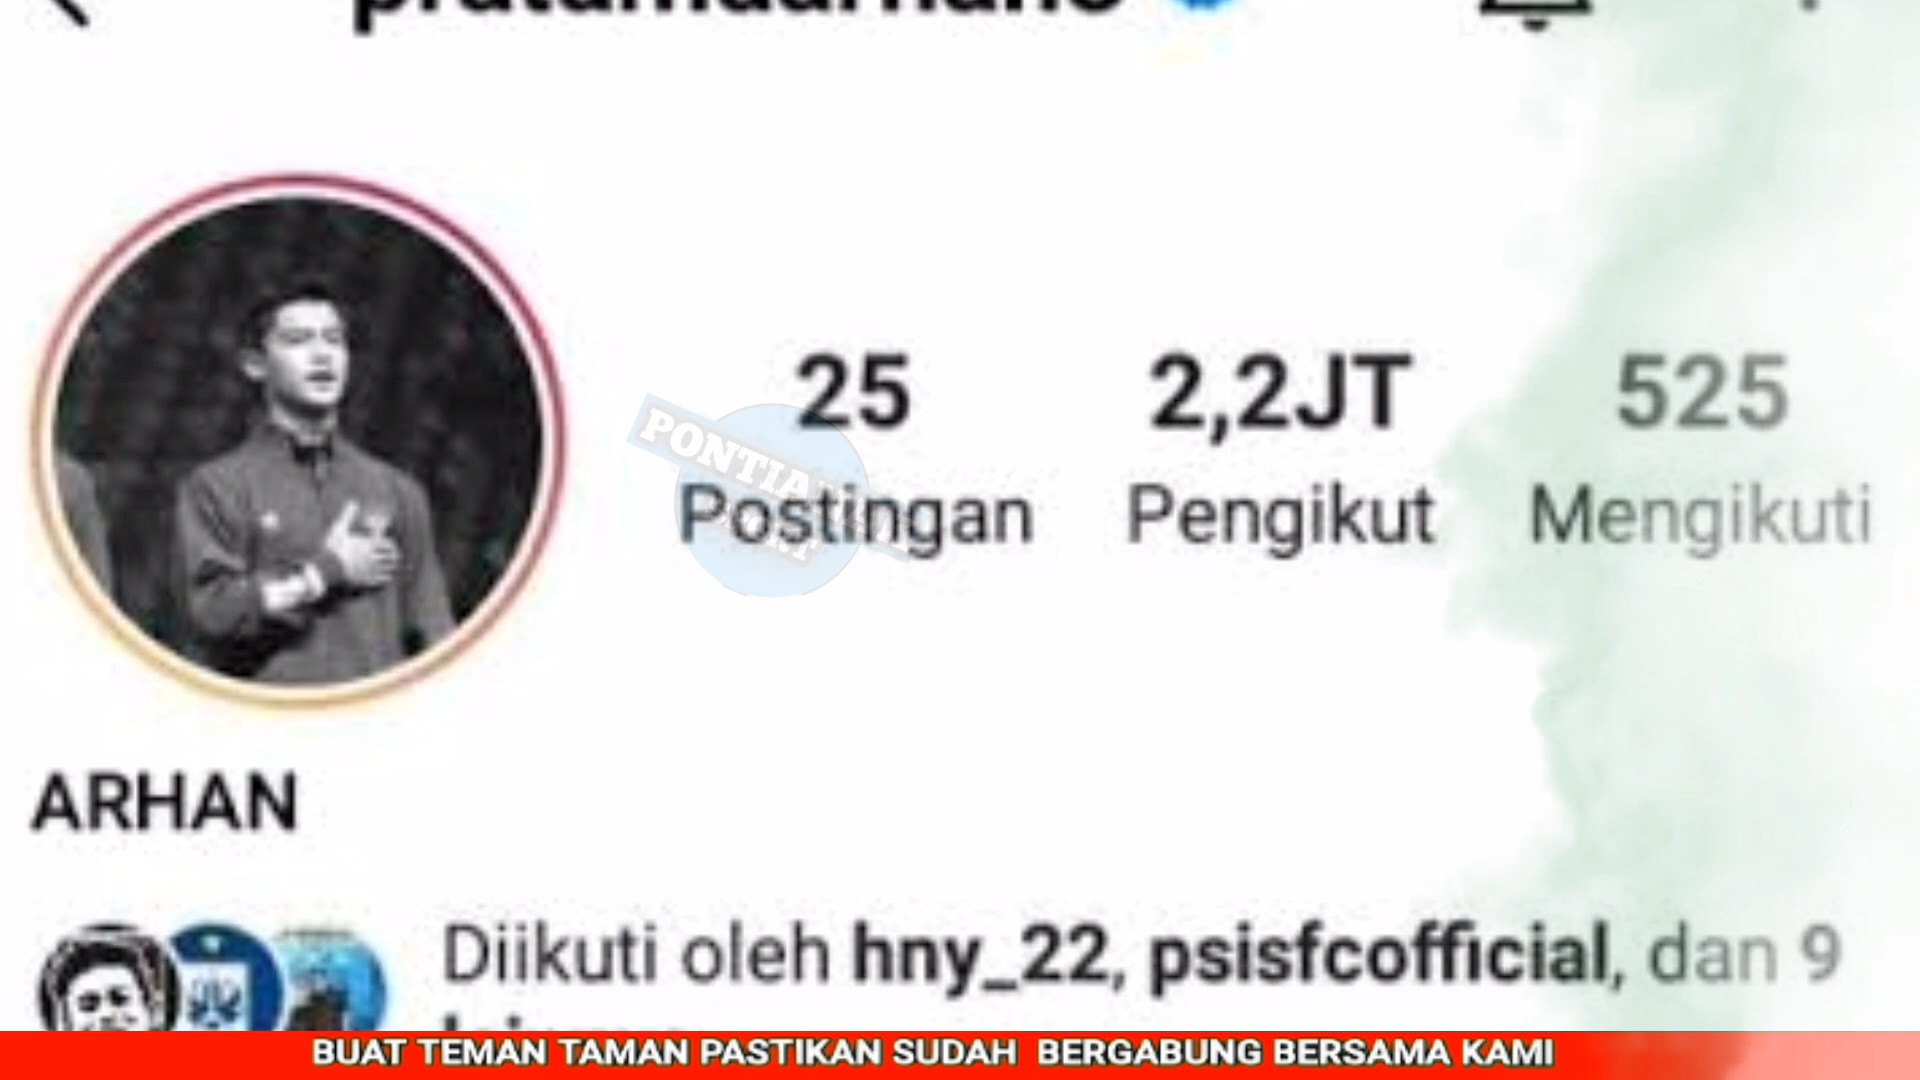 25
2,2JT
525
Postingan
Pengikut
Mengikuti
ARHAN
Diikuti oleh hny_22, psisfcofficial, dan 9
BUAT TEMAN TAMAN PASTIKAN SUDAH BERGABUNG BERSAMA KAMI